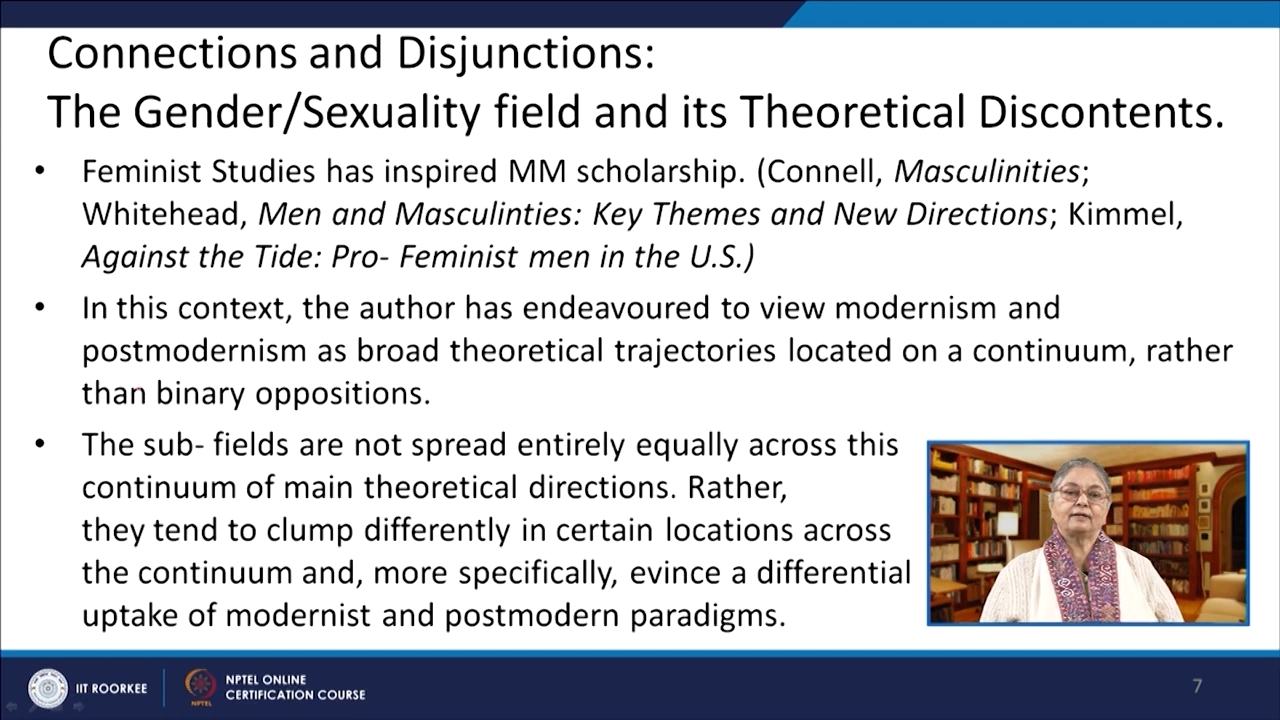 Connections and Disjunctions:
The Gender/Sexuality field and its Theoretical Discontents.
• Feminist Studies has inspired MM scholarship. (Connell, Masculinities;
Whitehead, Men and Masculinties: Key Themes and New Directions; Kimmel,
Against the Tide: Pro- Feminist men in the U.S.)
• In this context, the author has endeavoured to view modernism and
postmodernism as broad theoretical trajectories located on a continuum, rather
than binary oppositions.
• The sub- fields are not spread entirely equally across this
continuum of main theoretical directions. Rather,
they tend to clump differently in certain locations across
the continuum and, more specifically, evince a differential
uptake of modernist and postmodern paradigms.
IIT ROORKEE
NPTEL
NPTEL ONLINE
CERTIFICATION COURSE
7